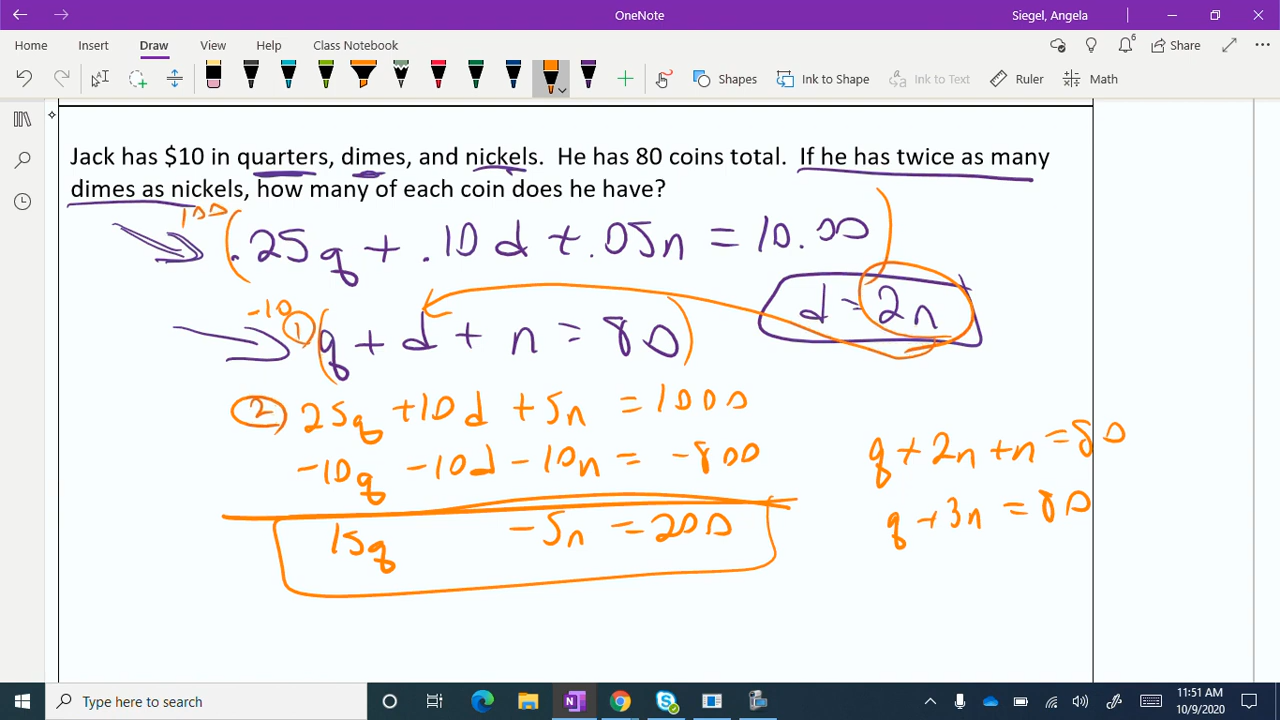 OneNote
Siegel, Angela
Home Insert Draw View Help Class Notebook
6
Share
Shapes
Ink to Shape
Ink to Text
Ruler
Math
Jack has $10 in quarters, dimes, and nickels. He has 80 coins total. If he has twice as many
dimes as nickels, how many of each coin does he have?
100
(.25q + .10d + .05n = 10.00)
d = 2n
-10
① (q + d + n = 80)
② 25q +10d + 5n = 1000
-10q -10d - 10n = -800
15q -5n = 200
q + 2n + n = 80
q + 3n = 80
Type here to search
11:51 AM
10/9/2020